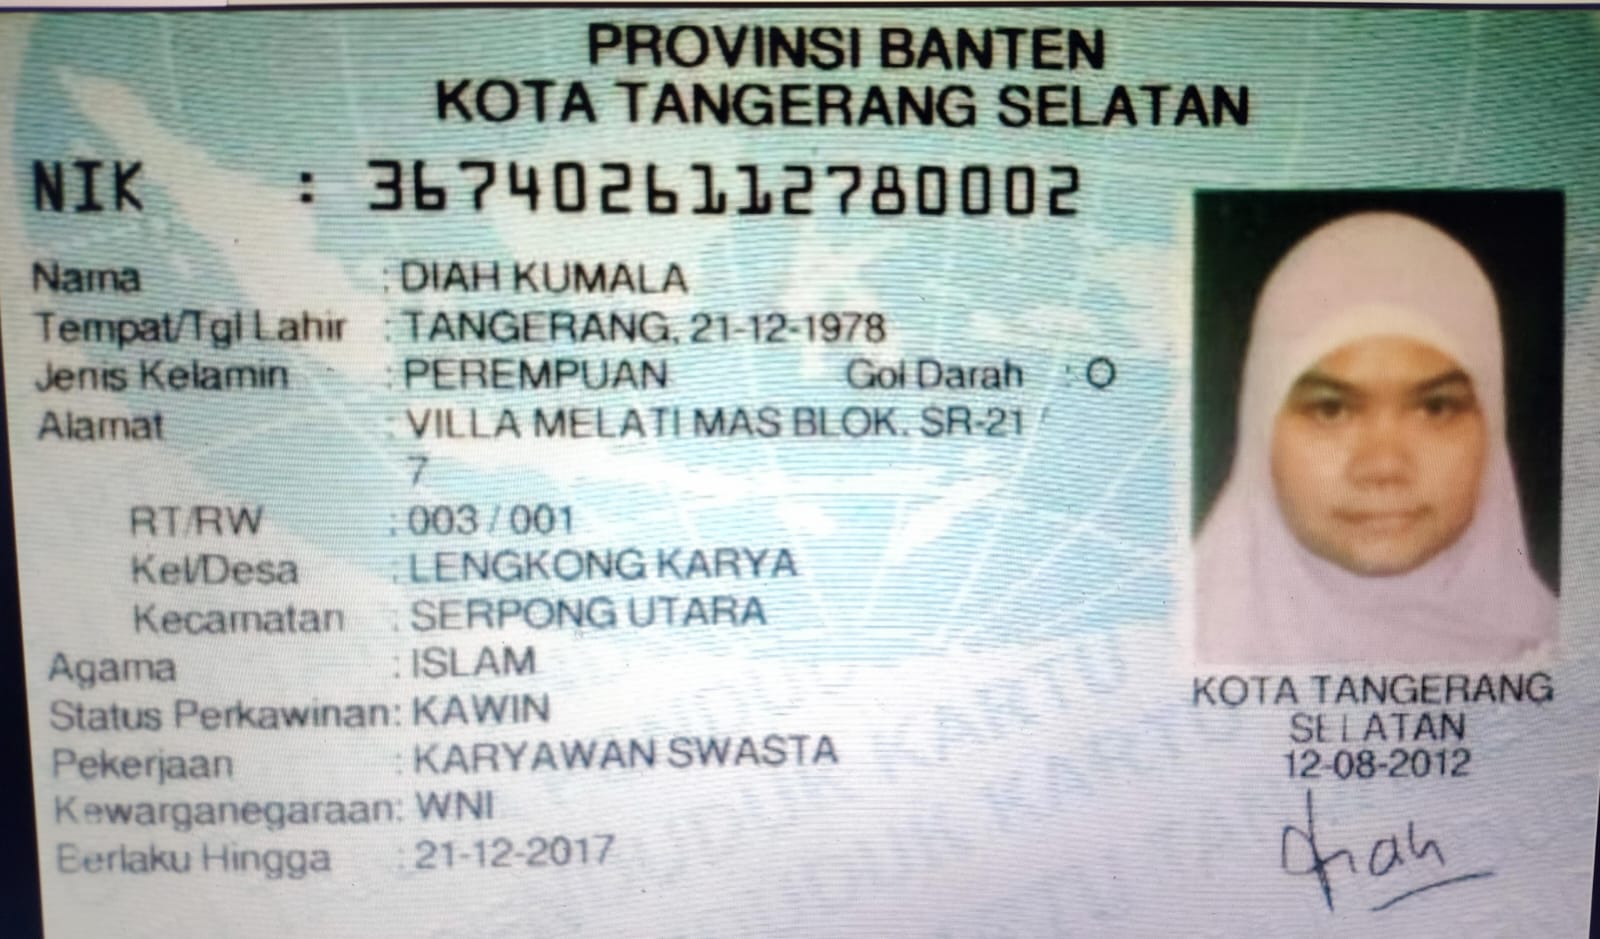 PROVINSI BANTEN
KOTA TANGERANG SELATAN
NIK : 3674026112780002
Nama : DIAH KUMALA
Tempat/Tgl Lahir : TANGERANG, 21-12-1978
Jenis Kelamin : PEREMPUAN Gol Darah : O
Alamat : VILLA MELATI MAS BLOK. SR-21 /
7
RT/RW : 003 / 001
Kel/Desa : LENGKONG KARYA
Kecamatan : SERPONG UTARA
Agama : ISLAM
Status Perkawinan: KAWIN
Pekerjaan : KARYAWAN SWASTA
Kewarganegaraan: WNI
Berlaku Hingga : 21-12-2017
KOTA TANGERANG
SELATAN
12-08-2012
Diah